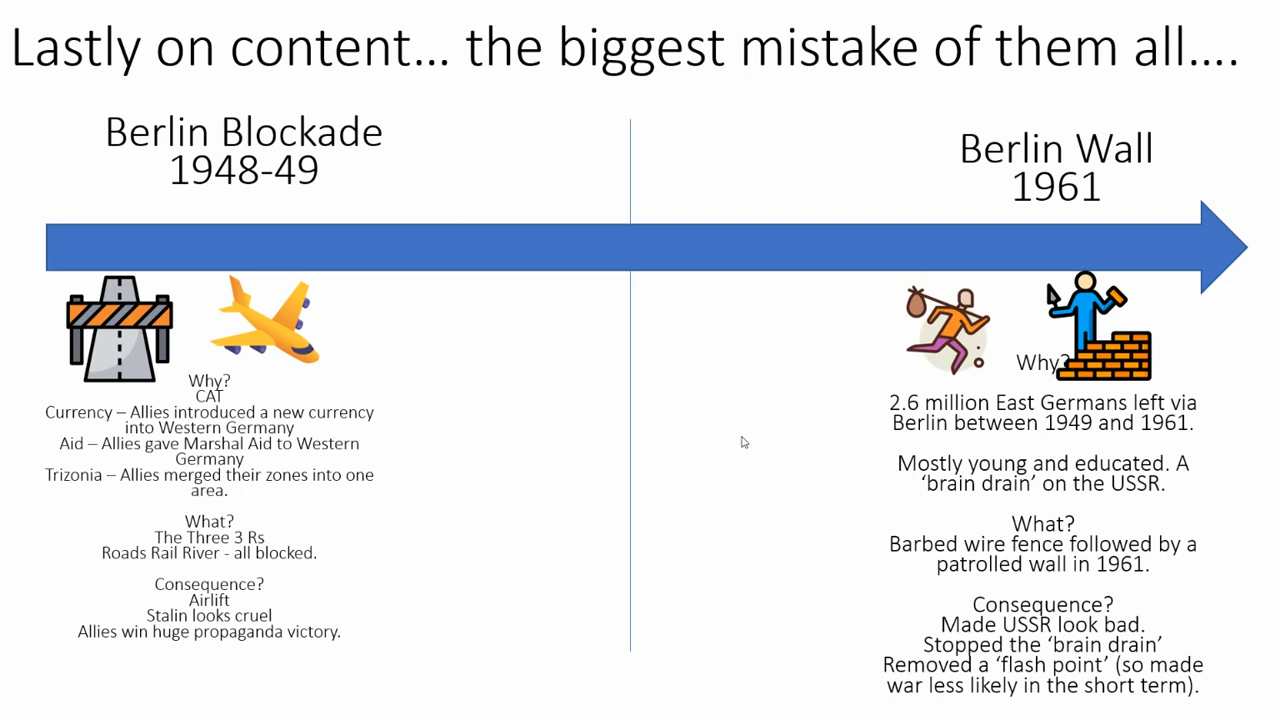 Lastly on content... the biggest mistake of them all....
Berlin Blockade
1948-49
Why?
CAT
Currency – Allies introduced a new currency
into Western Germany
Aid – Allies gave Marshal Aid to Western
Germany
Trizonia – Allies merged their zones into one
area.
What?
The Three 3 Rs
Roads Rail River - all blocked.
Consequence?
Airlift
Stalin looks cruel
Allies win huge propaganda victory.
Berlin Wall
1961
Why?
2.6 million East Germans left via
Berlin between 1949 and 1961.
Mostly young and educated. A
‘brain drain’ on the USSR.
What?
Barbed wire fence followed by a
patrolled wall in 1961.
Consequence?
Made USSR look bad.
Stopped the ‘brain drain’
Removed a ‘flash point’ (so made
war less likely in the short term).